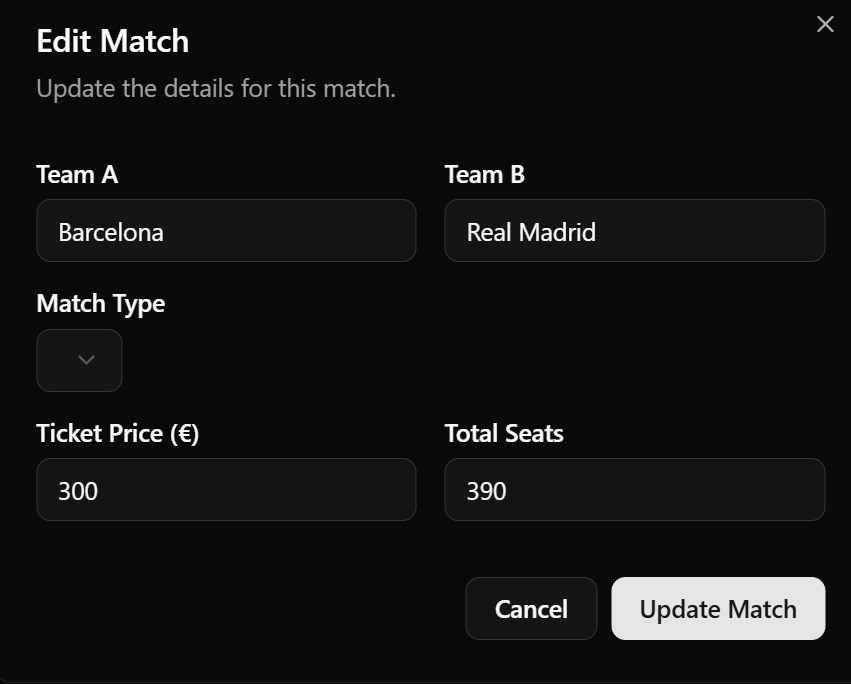 Edit Match
Update the details for this match.
Team A
Team B
Barcelona
Real Madrid
Match Type
Ticket Price (€)
Total Seats
300
390
Cancel
Update Match